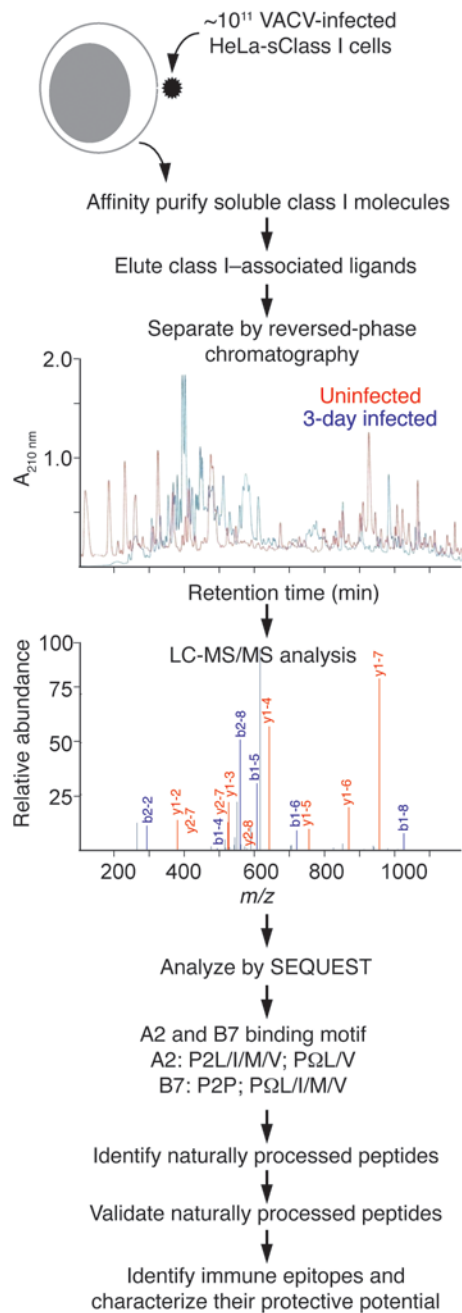 ~10¹¹ VACV-infected
HeLa-sClass I cells
Affinity purify soluble class I molecules
Elute class I–associated ligands
Separate by reversed-phase
chromatography
2.0
Uninfected
3-day infected
1.0
A210 nm
Retention time (min)
100
LC-MS/MS analysis
75
50
25
Relative abundance
b2-2
y1-2
y2-7
b1-4
y2-7
y1-3
b2-8
y2-8
b1-5
y1-4
b1-6
y1-5
y1-6
y1-7
b1-8
200 400 600 800 1000
m/z
Analyze by SEQUEST
A2 and B7 binding motif
A2: P2L/I/M/V; PΩL/V
B7: P2P; PΩL/I/M/V
Identify naturally processed peptides
Validate naturally processed peptides
Identify immune epitopes and
characterize their protective potential